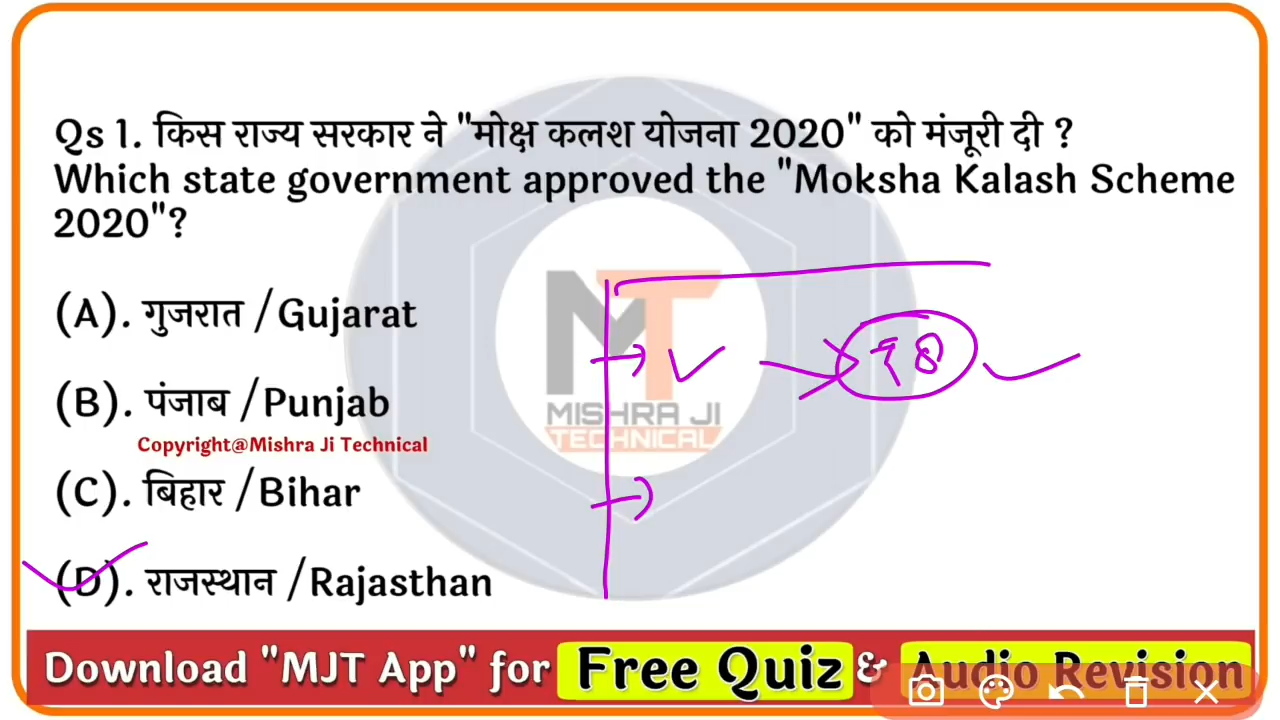 Qs 1. किस राज्य सरकार ने "मोक्ष कलश योजना 2020" को मंजूरी दी ?
Which state government approved the "Moksha Kalash Scheme
2020"?
(A). गुजरात / Gujarat
(B). पंजाब / Punjab
Copyright@Mishra Ji Technical
(C). बिहार / Bihar
(D). राजस्थान / Rajasthan
MT
MISHRA JI
TECHNICAL
Download "MJT App" for Free Quiz & Audio Revision